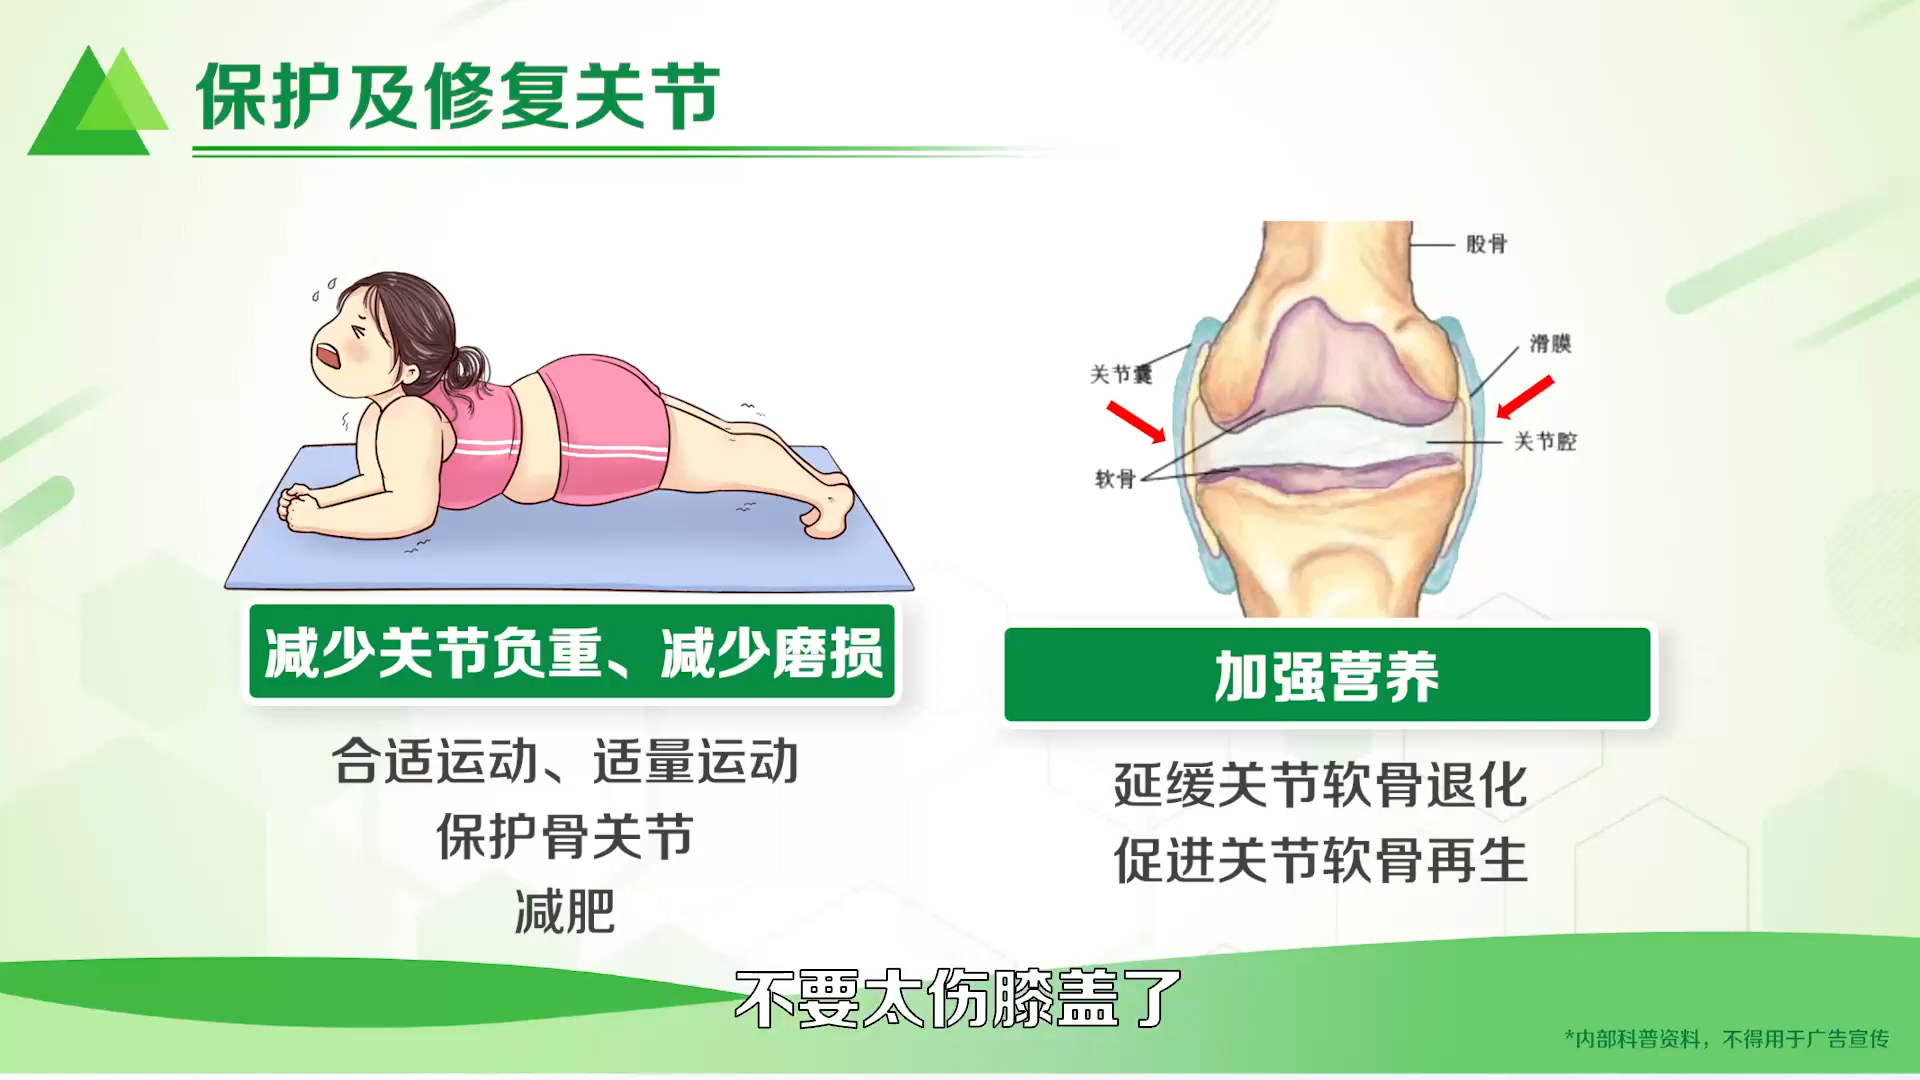 保护及修复关节
股骨
滑膜
关节囊
关节腔
软骨
减少关节负重、减少磨损
合适运动、适量运动
保护骨关节
减肥
加强营养
延缓关节软骨退化
促进关节软骨再生
不要太伤膝盖了
*内部科普资料，不得用于广告宣传